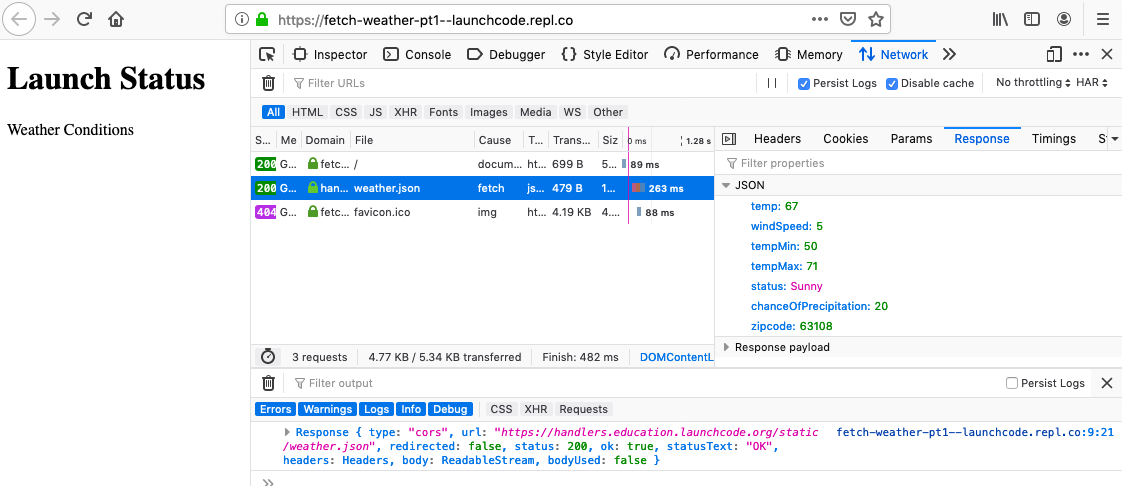 https://fetch-weather-pt1--launchcode.repl.co
Launch Status
Weather Conditions
Inspector Console Debugger Style Editor Performance Memory Network
Filter URLs Persist Logs Disable cache No throttling HAR
All HTML CSS JS XHR Fonts Images Media WS Other
S... Me Domain File Cause T... Trans... Siz 0 ms 1.28 s
200 G... fetc... / docum... ht... 699 B 5... 89 ms
200 G... han... weather.json fetch js... 479 B 1... 263 ms
404 G... fetc... favicon.ico img ht... 4.19 KB 4.... 88 ms
3 requests 4.77 KB / 5.34 KB transferred Finish: 482 ms DOMContentL
Headers Cookies Params Response Timings S
Filter properties
JSON
temp: 67
windSpeed: 5
tempMin: 50
tempMax: 71
status: Sunny
chanceOfPrecipitation: 20
zipcode: 63108
Response payload
Filter output Persist Logs
Errors Warnings Logs Info Debug CSS XHR Requests
Response { type: "cors", url: "https://handlers.education.launchcode.org/static fetch-weather-pt1--launchcode.repl.co:9:21
/weather.json", redirected: false, status: 200, ok: true, statusText: "OK",
headers: Headers, body: ReadableStream, bodyUsed: false }